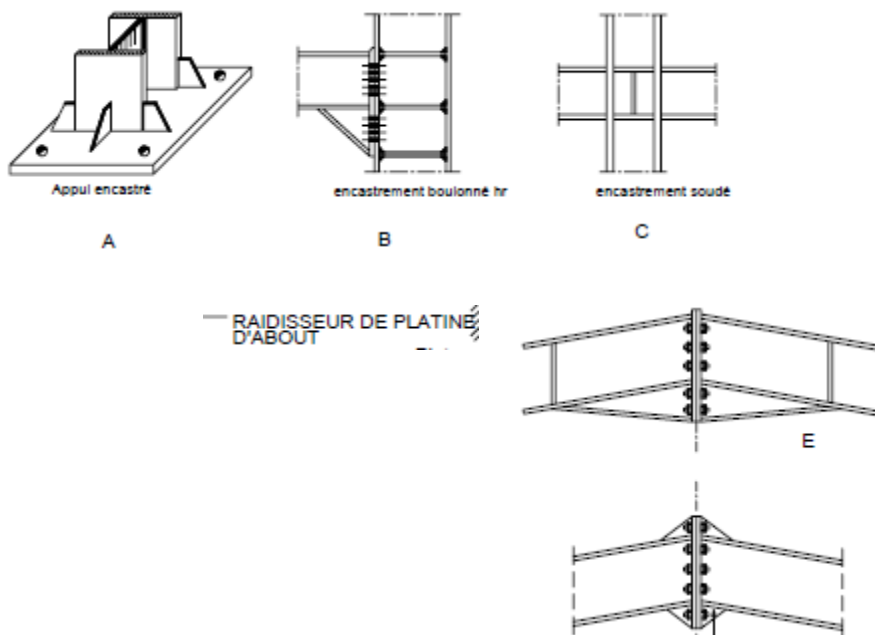 Appui encastré
encastrement boulonné hr
encastrement soudé
A
B
C
RAIDISSEUR DE PLATINE
D'ABOUT
E